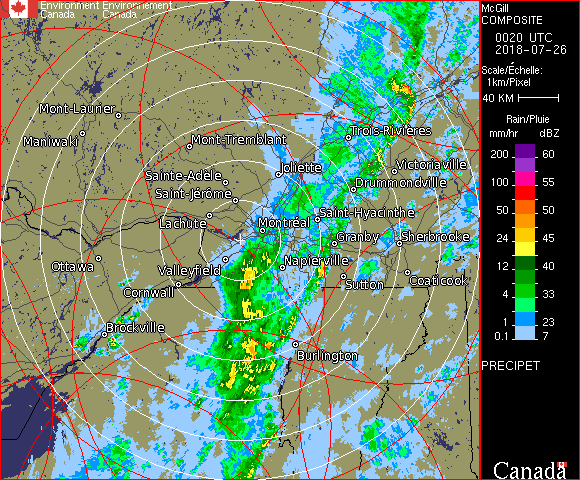 Environment Environnement
Canada Canada
McGill
COMPOSITE
0020 UTC
2018-07-26
Scale/Échelle:
1km/Pixel
40 KM
Rain/Pluie
mm/hr dBZ
200 60
100 55
50 50
24 45
12 40
4 33
1 23
0.1 7
PRECIPET
Mont-Laurier
Maniwaki
Mont-Tremblant
Trois-Rivières
Sainte-Adèle
Joliette
Victoriaville
Saint-Jérôme
Drummondville
Lachute
Montréal
Saint-Hyacinthe
Granby
Sherbrooke
Ottawa
Valleyfield
Napierville
Cornwall
Sutton
Coaticook
Brockville
Burlington
Canada